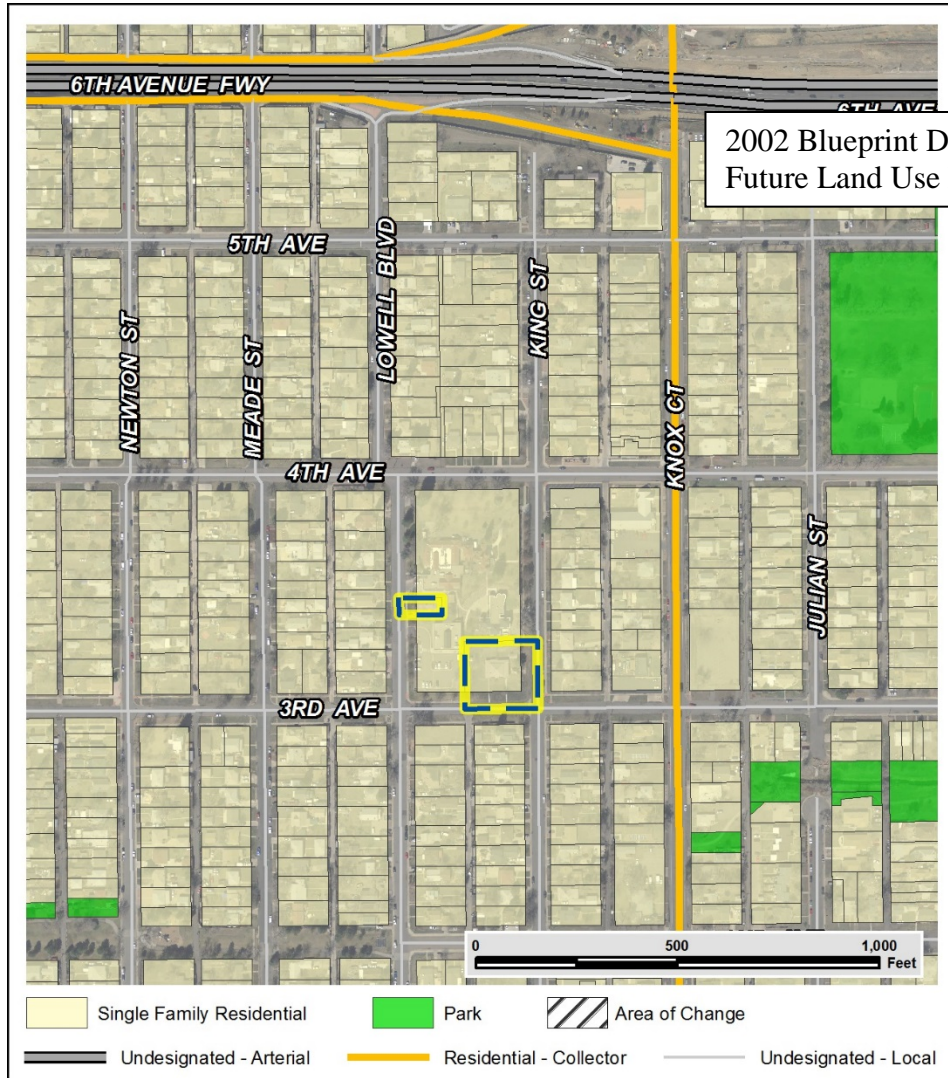 6TH AVENUE FWY
6TH AVE
2002 Blueprint D
Future Land Use
5TH AVE
LOWELL BLVD
KING ST
NEWTON ST
MEADE ST
KNOX CT
4TH AVE
JULIAN ST
3RD AVE
0 500 1,000
Feet
Single Family Residential Park Area of Change
Undesignated - Arterial Residential - Collector Undesignated - Local